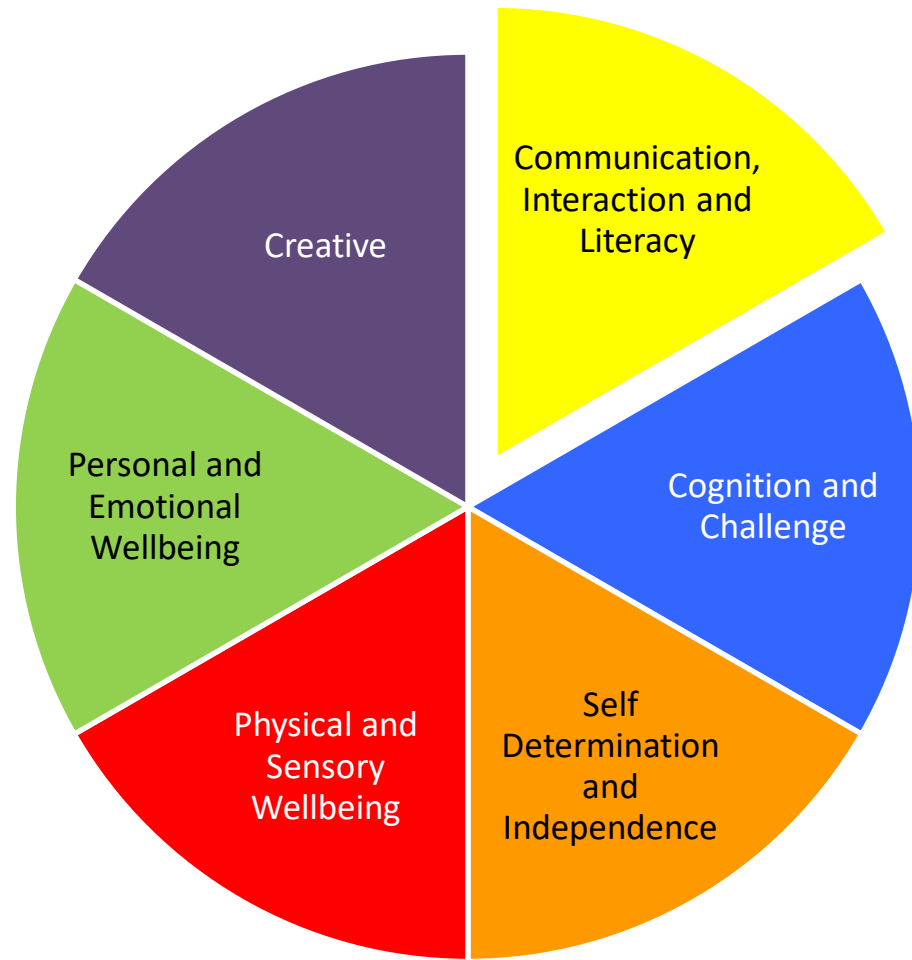 Communication,
Interaction and
Literacy
Cognition and
Challenge
Self
Determination
and
Independence
Physical and
Sensory
Wellbeing
Personal and
Emotional
Wellbeing
Creative